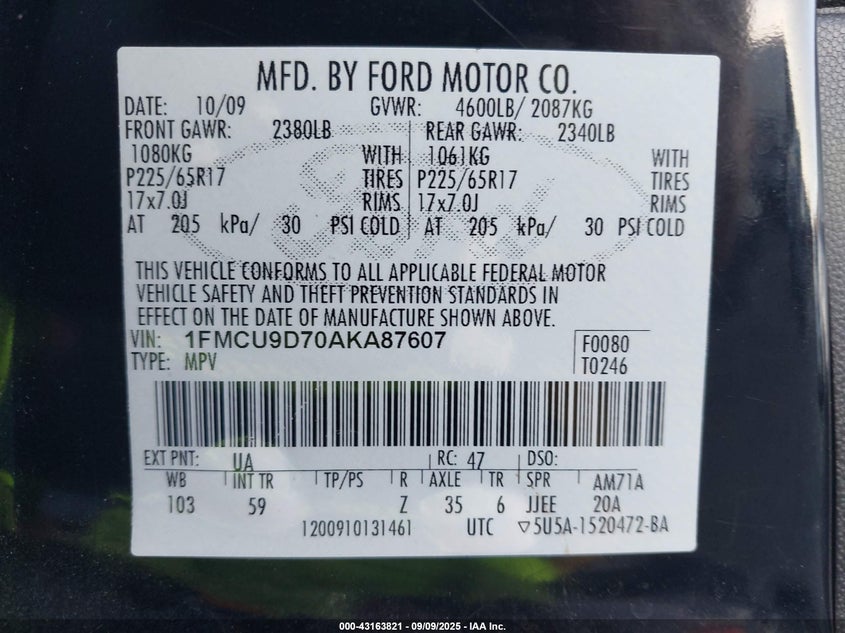 MFD. BY FORD MOTOR CO.
DATE: 10/09 GVWR: 4600LB/ 2087KG
FRONT GAWR: 2380LB REAR GAWR: 2340LB
1080KG WITH 1061KG WITH
P225/65R17 TIRES P225/65R17 TIRES
17x7.0J RIMS 17x7.0J RIMS
AT 205 kPa/ 30 PSI COLD AT 205 kPa/ 30 PSI COLD
THIS VEHICLE CONFORMS TO ALL APPLICABLE FEDERAL MOTOR
VEHICLE SAFETY AND THEFT PREVENTION STANDARDS IN
EFFECT ON THE DATE OF MANUFACTURE SHOWN ABOVE.
VIN: 1FMCU9D70AKA87607 F0080
TYPE: MPV T0246
EXT PNT: UA RC: 47 DSO:
WB INT TR TP/PS R AXLE TR SPR AM71A
103 59 Z 35 6 JJEE 20A
1200910131461 UTC ▽5U5A-1520472-BA
000-43163821 - 09/09/2025 - IAA Inc.